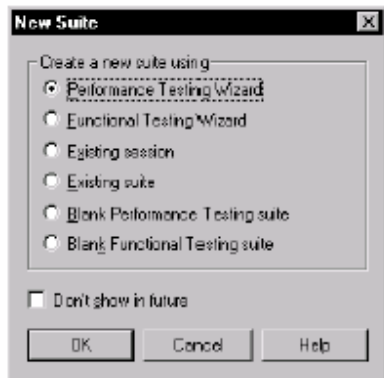 New Suite
Create a new suite using
Performance Testing Wizard
Functional Testing Wizard
Existing session
Existing suite
Blank Performance Testing suite
Blank Functional Testing suite
Don't show in future
OK
Cancel
Help